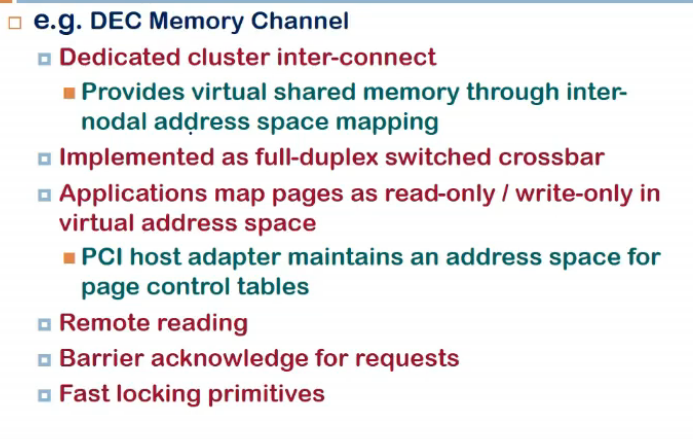 e.g. DEC Memory Channel
Dedicated cluster inter-connect
Provides virtual shared memory through inter-
nodal address space mapping
Implemented as full-duplex switched crossbar
Applications map pages as read-only / write-only in
virtual address space
PCI host adapter maintains an address space for
page control tables
Remote reading
Barrier acknowledge for requests
Fast locking primitives